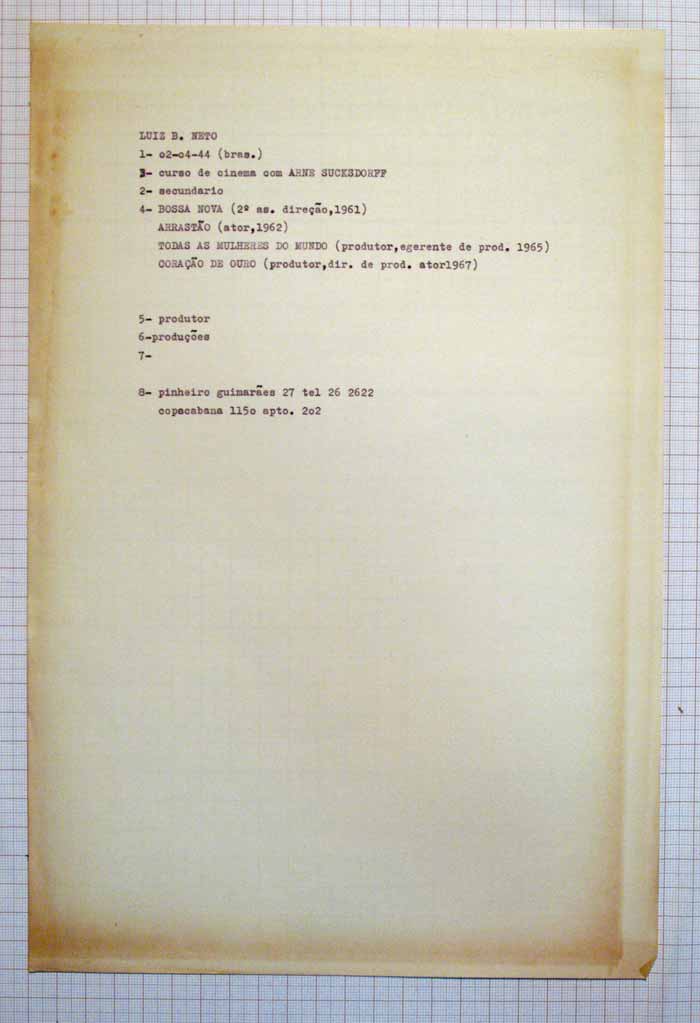 LUIZ B. NETO
1- o2-o4-44 (bras.)
3- curso de cinema com ARNE SUCKSDORFF
2- secundario
4- BOSSA NOVA (2º as. direção,1961)
ARRASTÃO (ator,1962)
TODAS AS MULHERES DO MUNDO (produtor,egerente de prod. 1965)
CORAÇÃO DE OURO (produtor,dir. de prod. ator1967)
5- produtor
6-produções
7-
8- pinheiro guimarães 27 tel 26 2622
copacabana 115o apto. 2o2